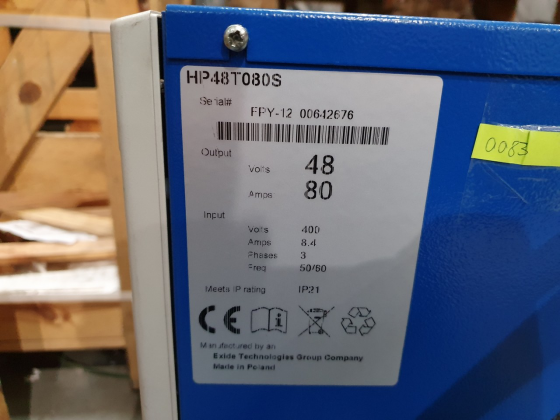 HP48T080S
Serial# FPY-12 00642676
Output
Volts 48
Amps 80
Input
Volts 400
Amps 8.4
Phases 3
Freq 50/60
Meets IP rating IP21
CE
Manufactured by an
Exide Technologies Group Company
Made in Poland
0083